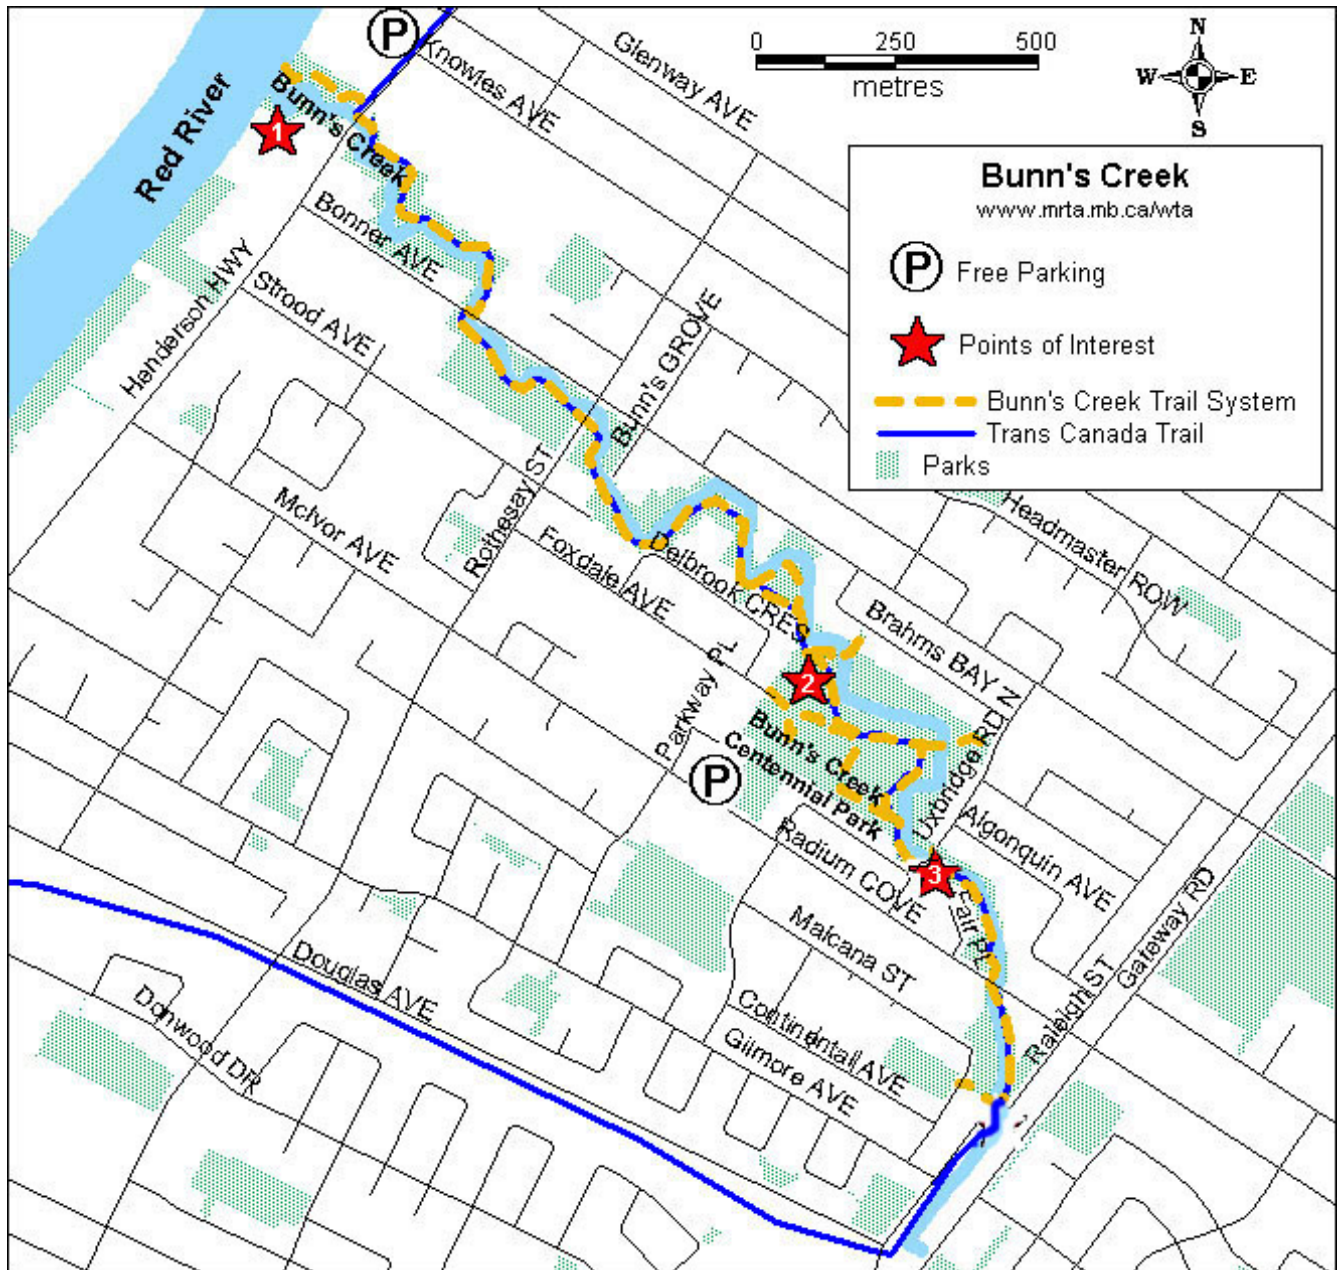 P
Knowles AVE
Glenway AVE
0 250 500
metres
N
W E
S
Red River
Bunn's Creek
1
Bonner AVE
Henderson HWY
Strood AVE
Bunn's Creek
www.mrta.mb.ca/wta
P Free Parking
Points of Interest
Bunn's Creek Trail System
Trans Canada Trail
Parks
Bunn's GROVE
Rothesay ST
McIvor AVE
Foxdale AVE
Delbrook CRES
Headmaster ROW
Brahms BAY N
Parkway PL
2
Bunn's Creek
Centennial Park
P
Uxbridge RD N
Radium COVE
3
Algonquin AVE
Lair PL
Malcana ST
Gateway RD
Raleigh ST
Douglas AVE
Donwood DR
Continental AVE
Gilmore AVE